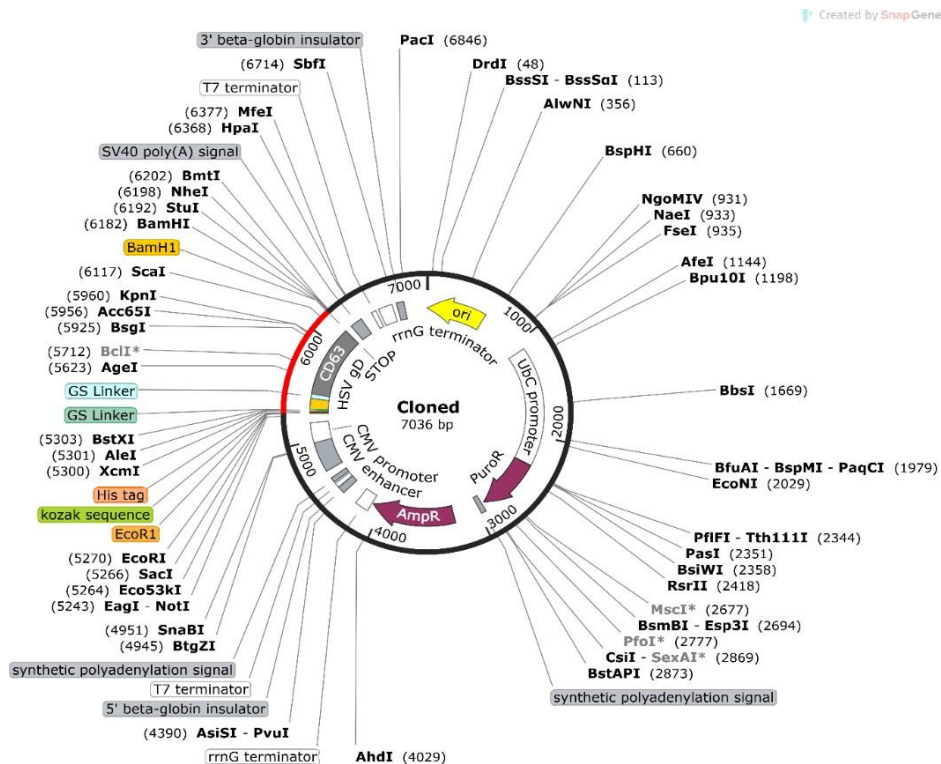 Created by SnapGene
3' beta-globin insulator
(6714) SbfI
T7 terminator
(6377) MfeI
(6368) HpaI
SV40 poly(A) signal
(6202) BmtI
(6198) NheI
(6192) StuI
(6182) BamHI
BamH1
(6117) ScaI
(5960) KpnI
(5956) Acc65I
(5925) BsgI
(5712) BclI*
(5623) AgeI
GS Linker
GS Linker
(5303) BstXI
(5301) AleI
(5300) XcmI
His tag
kozak sequence
EcoR1
(5270) EcoRI
(5266) SacI
(5264) Eco53kI
(5243) EagI - NotI
(4951) SnaBI
(4945) BtgZI
synthetic polyadenylation signal
T7 terminator
5' beta-globin insulator
(4390) AsiSI - PvuI
rrnG terminator
AhdI (4029)
PacI (6846)
DrdI (48)
BssSI - BssSαI (113)
AlwNI (356)
BspHI (660)
NgoMIV (931)
NaeI (933)
FseI (935)
AfeI (1144)
Bpu10I (1198)
BbsI (1669)
BfuAI - BspMI - PaqCI (1979)
EcoNI (2029)
PflFI - Tth111I (2344)
PasI (2351)
BsiWI (2358)
RsrII (2418)
MscI* (2677)
BsmBI - Esp3I (2694)
PfoI* (2777)
CsiI - SexAI* (2869)
BstAPI (2873)
synthetic polyadenylation signal
7000
1000
2000
3000
4000
5000
6000
ori
rrnG terminator
UbC promoter
PuroR
AmpR
CMV enhancer
CMV promoter
HSV gD
CD63
STOP
Cloned
7036 bp